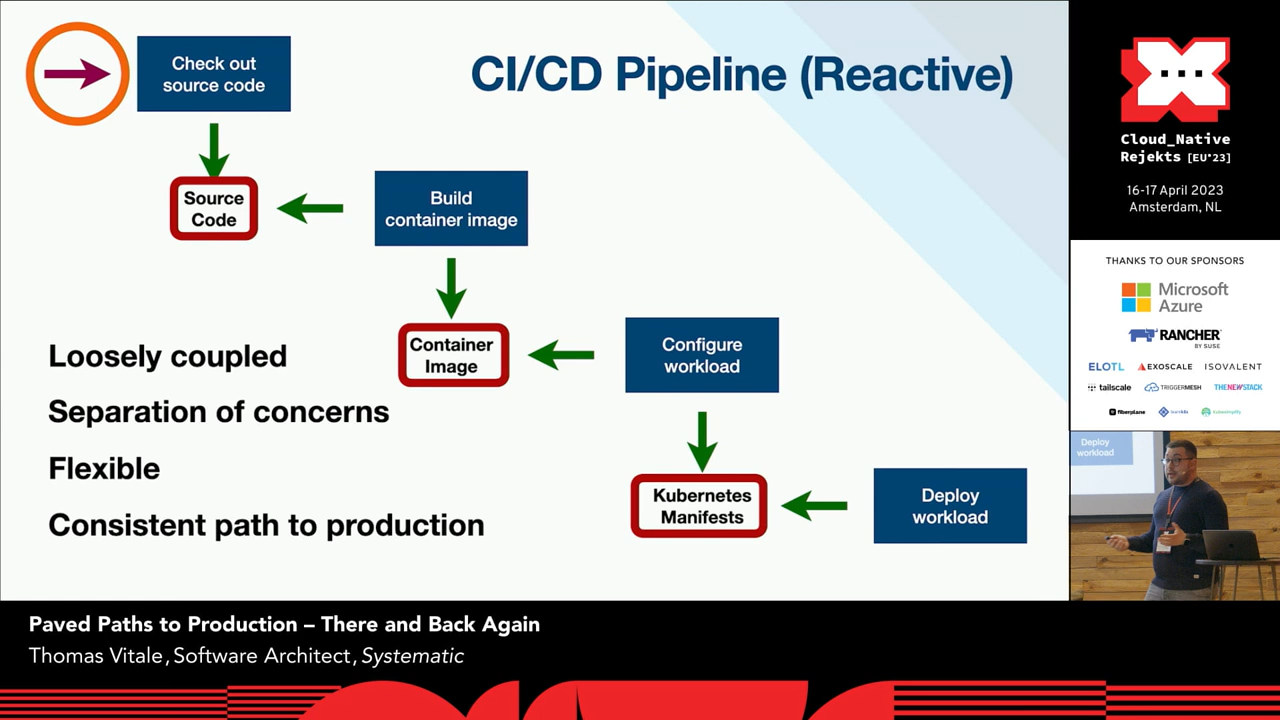 CI/CD Pipeline (Reactive)
Check out
source code
Source
Code
Build
container image
Container
Image
Configure
workload
Kubernetes
Manifests
Deploy
workload
Loosely coupled
Separation of concerns
Flexible
Consistent path to production
Cloud_Native
Rejekts [EU'23]
16-17 April 2023
Amsterdam, NL
THANKS TO OUR SPONSORS
Microsoft
Azure
RANCHER
BY SUSE
ELOTL
EXOSCALE
ISOVALENT
tailscale
TRIGGERMESH
THENEWSTACK
fiberplane
kubesimplify
Deploy
workload
Paved Paths to Production – There and Back Again
Thomas Vitale, Software Architect, Systematic